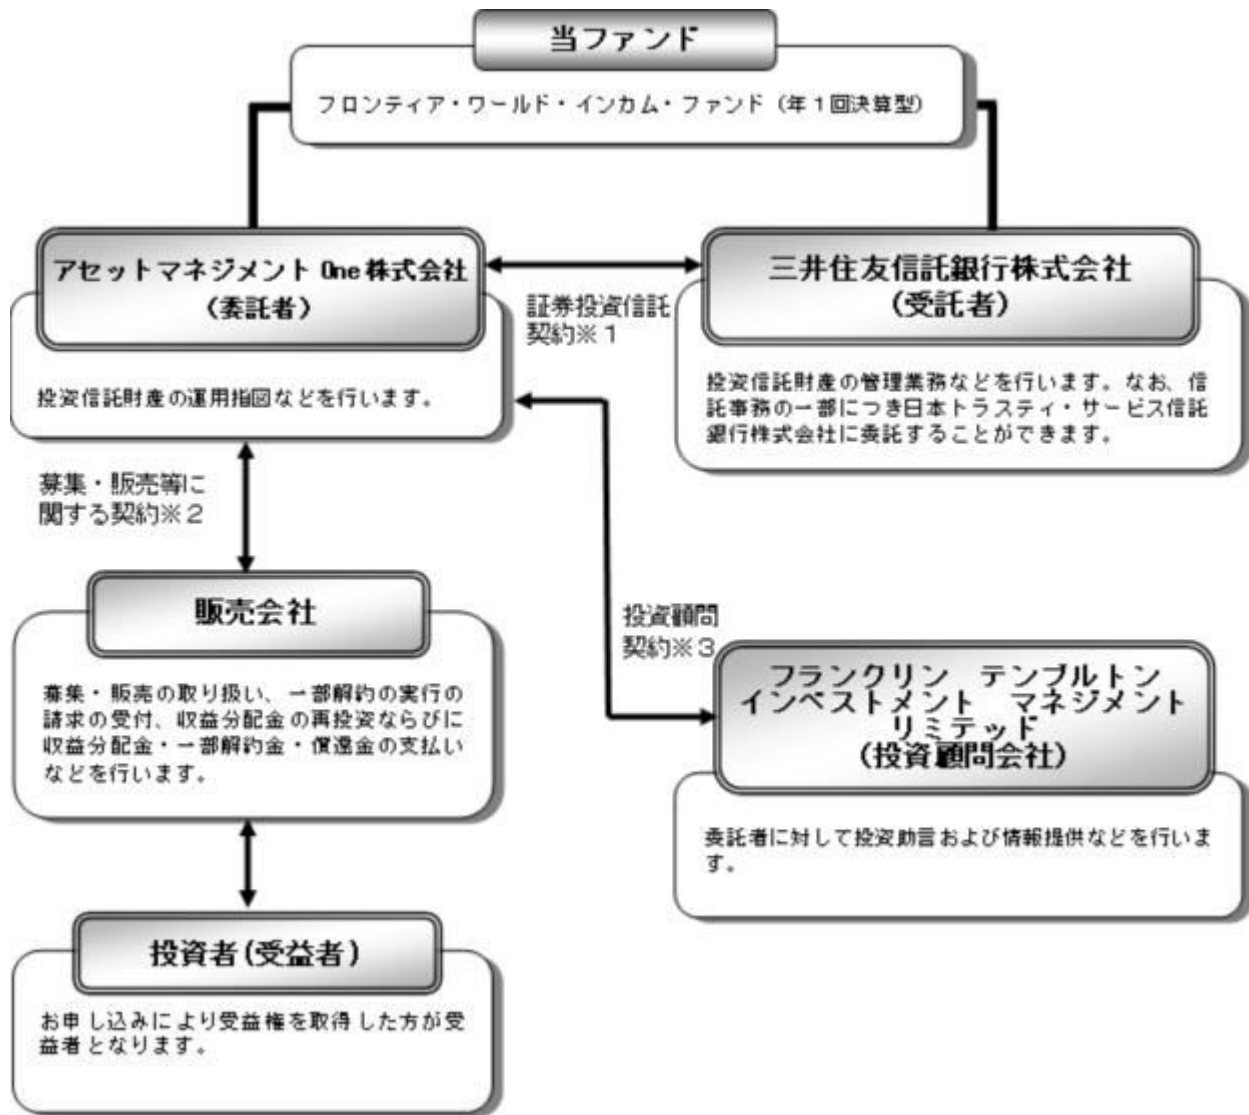 当ファンド
フロンティア・ワールド・インカム・ファンド（年１回決算型）
アセットマネジメント One 株式会社
（委託者）
投資信託財産の運用指図などを行います。
証券投資信託
契約※１
三井住友信託銀行株式会社
（受託者）
投資信託財産の管理業務などを行います。なお、信
託事務の一部につき日本トラスティ・サービス信託
銀行株式会社に委託することができます。
募集・販売等に
関する契約※２
販売会社
募集・販売の取り扱い、一部解約の実行の
請求の受付、収益分配金の再投資ならびに
収益分配金・一部解約金・償還金の支払い
などを行います。
投資顧問
契約※３
フランクリン　テンプルトン
インベストメント　マネジメント
リミテッド
（投資顧問会社）
委託者に対して投資助言および情報提供などを行いま
す。
投資者（受益者）
お申し込みにより受益権を取得した方が受
益者となります。